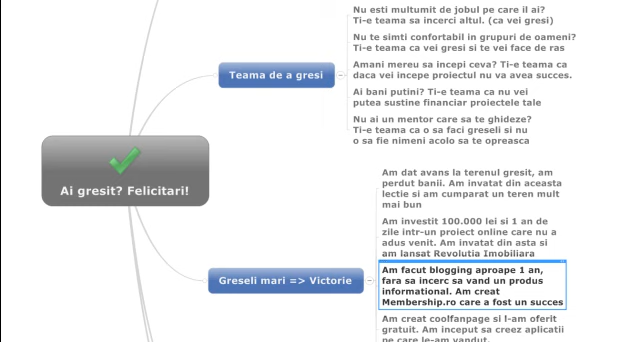 Nu esti multumit de jobul pe care il ai?
Ti-e teama sa incerci altul. (ca vei gresi)
Nu te simti confortabil in grupuri de oameni?
Ti-e teama ca vei gresi si te vei face de ras
Teama de a gresi
Amani mereu sa incepi ceva? Ti-e teama ca
daca vei incepe proiectul nu va avea succes.
Ai bani putini? Ti-e teama ca nu vei
putea sustine financiar proiectele tale
Nu ai un mentor care sa te ghideze?
Ti-e teama ca o sa faci greseli si nu
o sa fie nimeni acolo sa te opreasca
Ai gresit? Felicitari!
Am dat avans la terenul gresit, am
perdut banii. Am invatat din aceasta
lectie si am cumparat un teren mult
mai bun
Am investit 100.000 lei si 1 an de
zile intr-un proiect online care nu a
adus venit. Am invatat din asta si
am lansat Revolutia Imobiliara
Greseli mari => Victorie
Am facut blogging aproape 1 an,
fara sa incerc sa vand un produs
informational. Am creat
Membership.ro care a fost un succes
Am creat coolfanpage si l-am oferit
gratuit. Am inceput sa creez aplicatii
pe care le-am vandut.